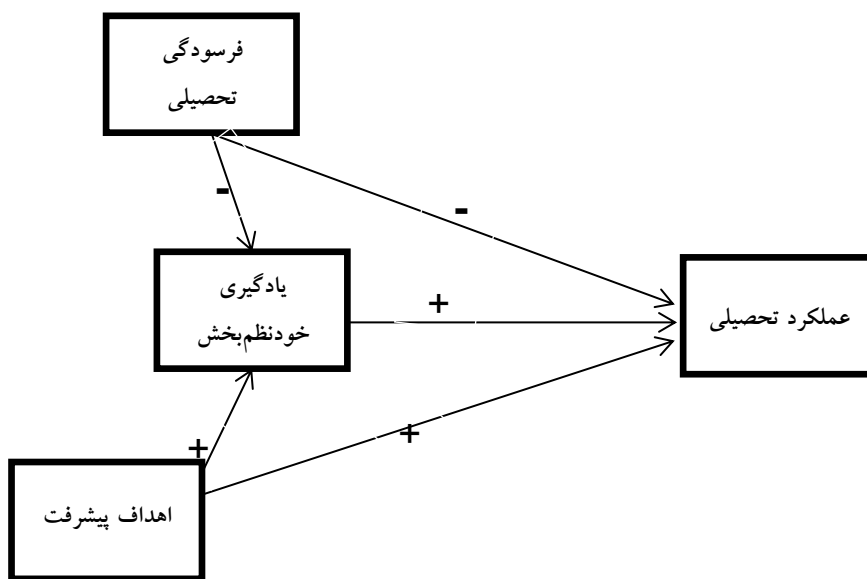 فرسودگی
تحصیلی
-
-
یادگیری
خودنظم‌بخش
+
عملکرد تحصیلی
+
+
اهداف پیشرفت